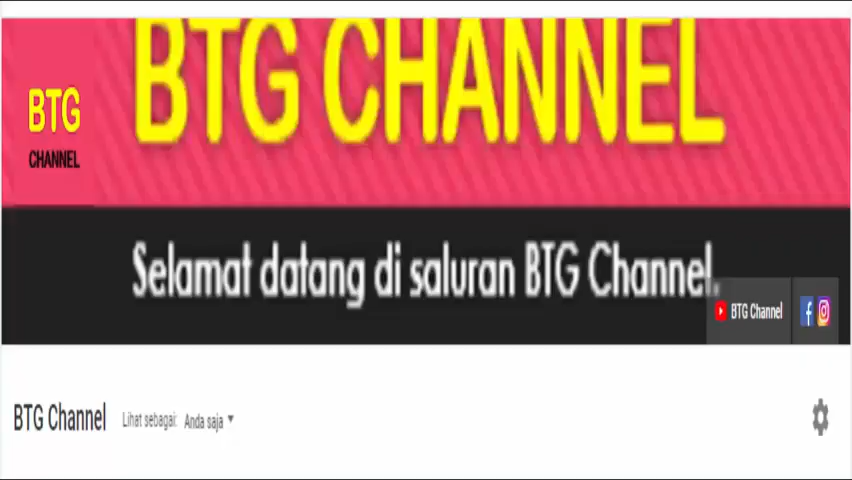 BTG CHANNEL
BTG
CHANNEL
Selamat datang di saluran BTG Channel.
BTG Channel
BTG Channel Lihat sebagai: Anda saja